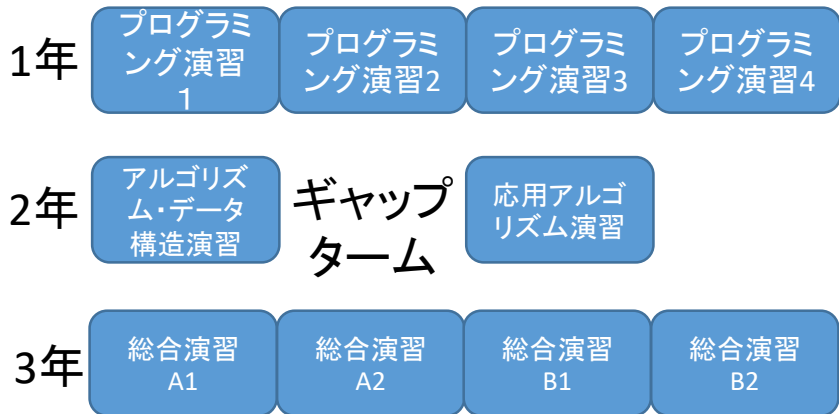 1年
プログラミ
ング演習
1
プログラミ
ング演習2
プログラミ
ング演習3
プログラミ
ング演習4
2年
アルゴリズ
ム・データ
構造演習
ギャップ
ターム
応用アルゴ
リズム演習
3年
総合演習
A1
総合演習
A2
総合演習
B1
総合演習
B2